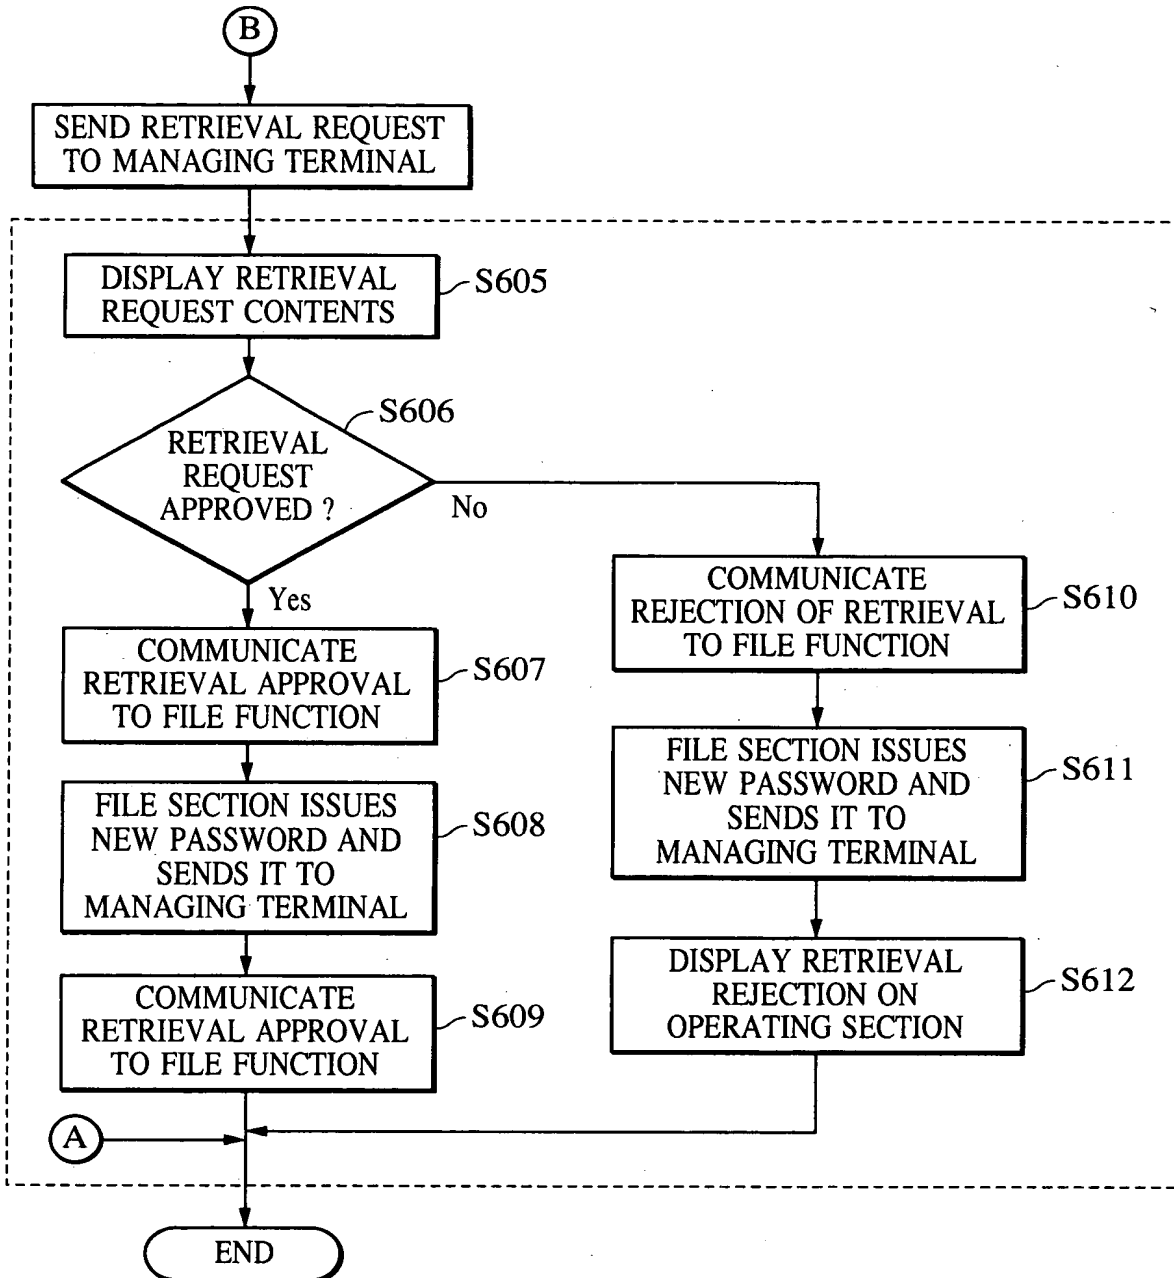 B
SEND RETRIEVAL REQUEST
TO MANAGING TERMINAL
DISPLAY RETRIEVAL
REQUEST CONTENTS
S605
S606
RETRIEVAL
REQUEST
APPROVED ?
No
Yes
COMMUNICATE
RETRIEVAL APPROVAL
TO FILE FUNCTION
S607
FILE SECTION ISSUES
NEW PASSWORD AND
SENDS IT TO
MANAGING TERMINAL
S608
COMMUNICATE
RETRIEVAL APPROVAL
TO FILE FUNCTION
S609
COMMUNICATE
REJECTION OF RETRIEVAL
TO FILE FUNCTION
S610
FILE SECTION ISSUES
NEW PASSWORD AND
SENDS IT TO
MANAGING TERMINAL
S611
DISPLAY RETRIEVAL
REJECTION ON
OPERATING SECTION
S612
A
END